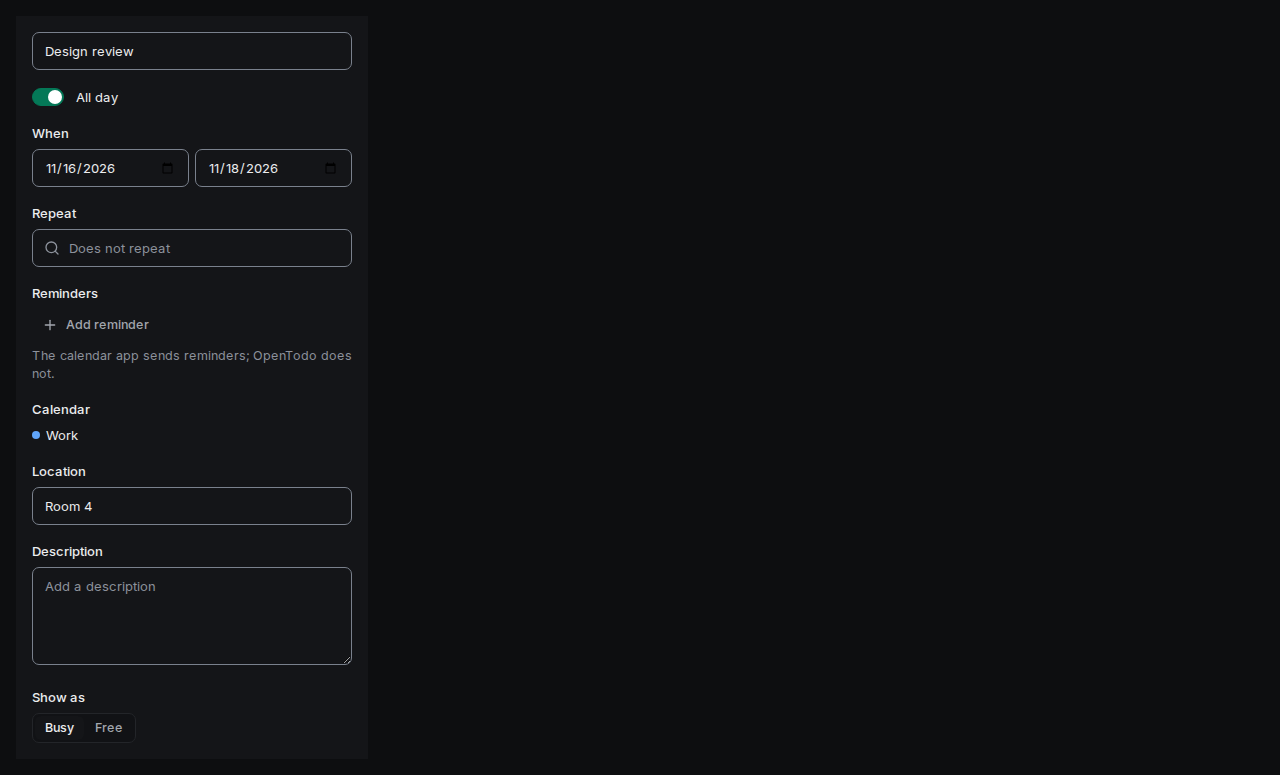 Design review
All day
When
11/16/2026 11/18/2026
Repeat
Does not repeat
Reminders
Add reminder
The calendar app sends reminders; OpenTodo does
not.
Calendar
Work
Location
Room 4
Description
Add a description
Show as
Busy Free